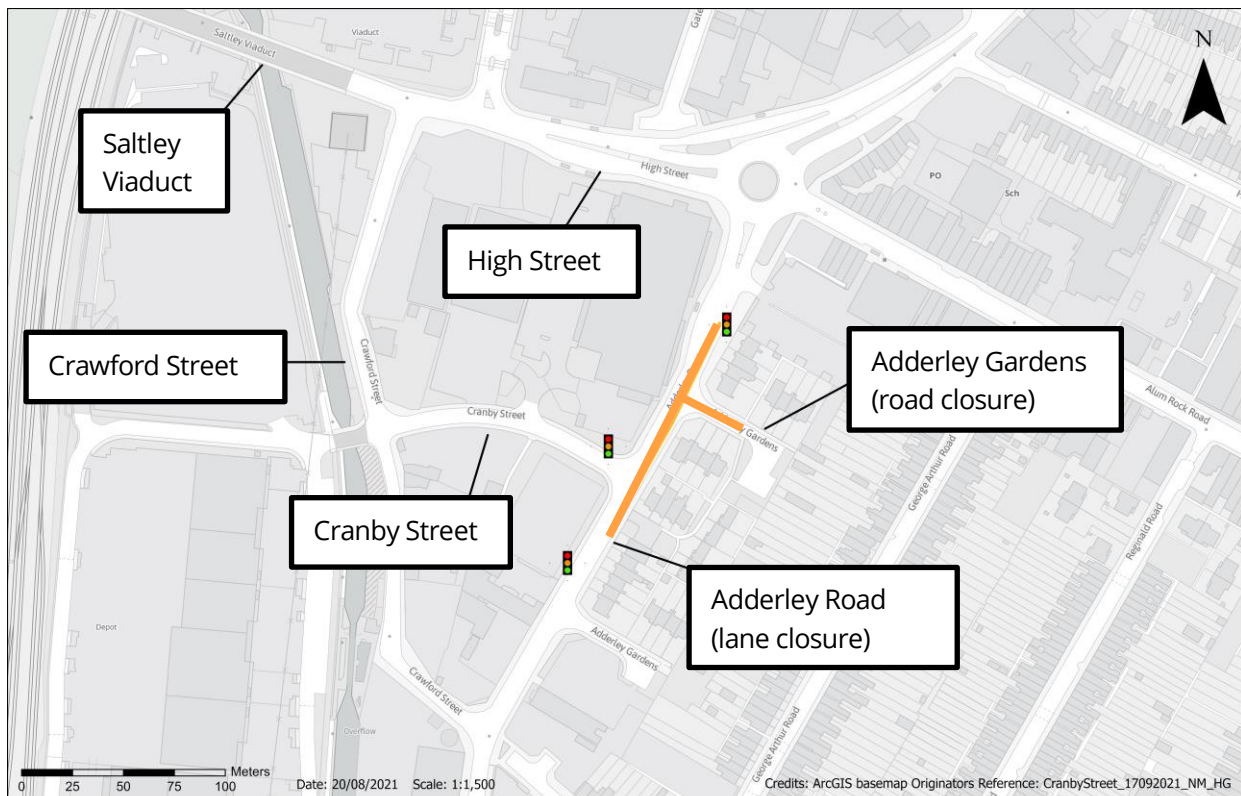 Saltley Viaduct
Viaduct
Gate
N
Saltley
Viaduct
High Street
PO
Sch
High Street
Crawford Street
Crawford Street
Adderley Gardens
(road closure)
Alum Rock Road
Cranby Street
Gardens
George Arthur Road
Reginald Road
Cranby Street
Adderley Road
(lane closure)
Depot
Adderley Gardens
Crawford Street
George Arthur Road
Overflow
0 25 50 75 100 Meters
Date: 20/08/2021 Scale: 1:1,500
Credits: ArcGIS basemap Originators Reference: CranbyStreet_17092021_NM_HG